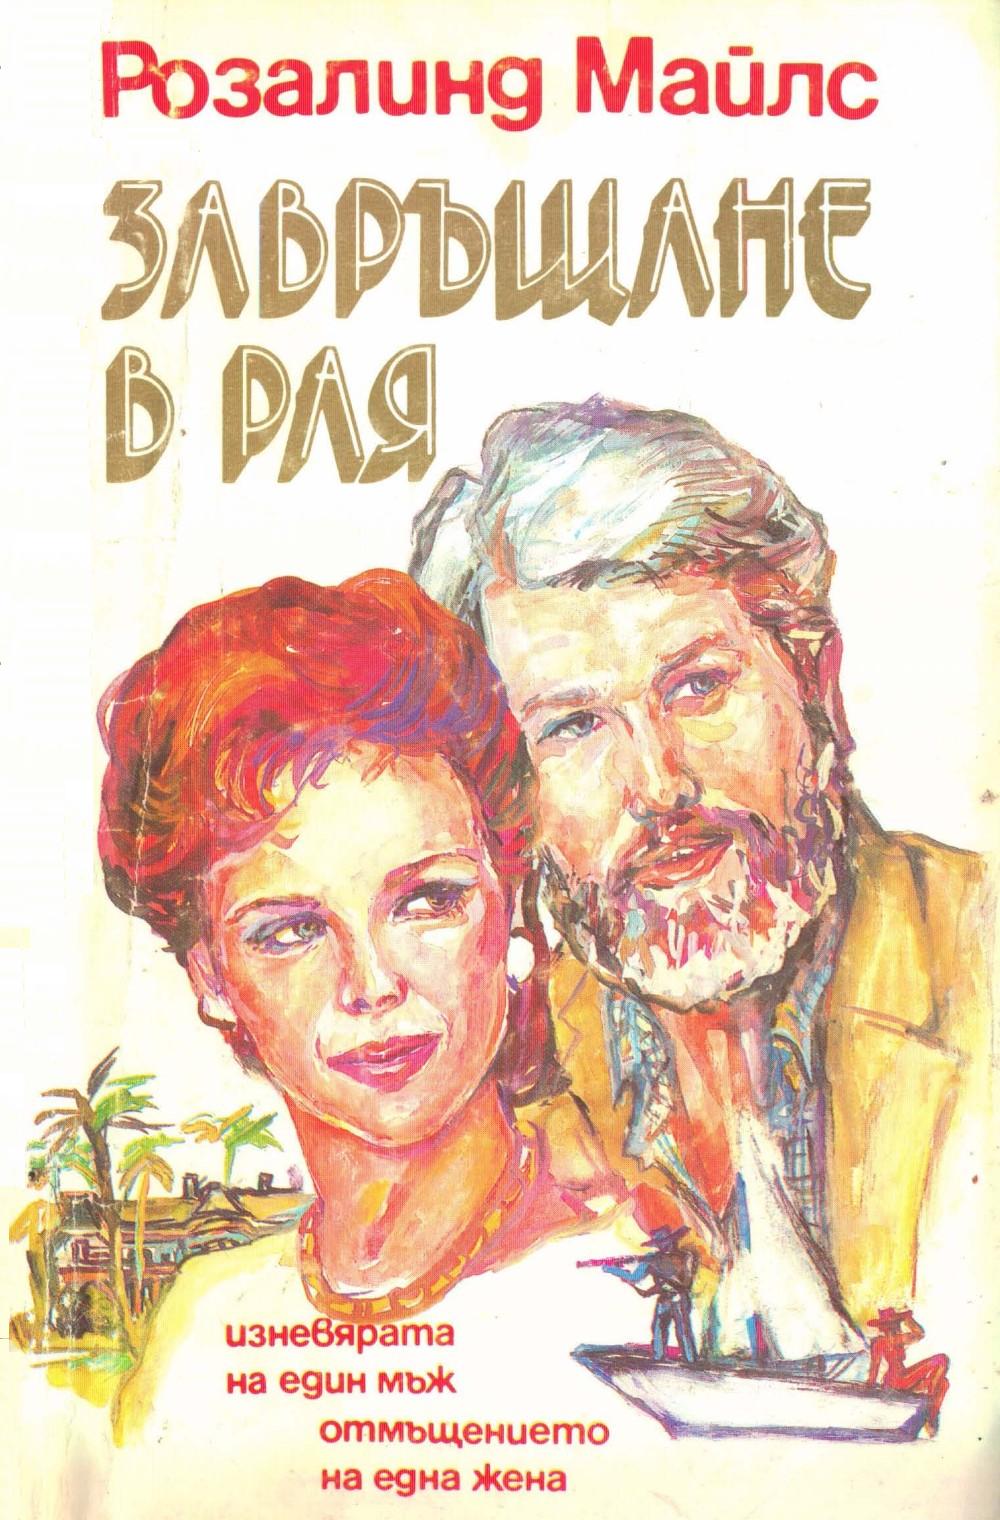 Розалинд Майлс
ЗАВРЪЩАНЕ
В РАЯ
изневярата
на един мъж
отмъщението
на една жена